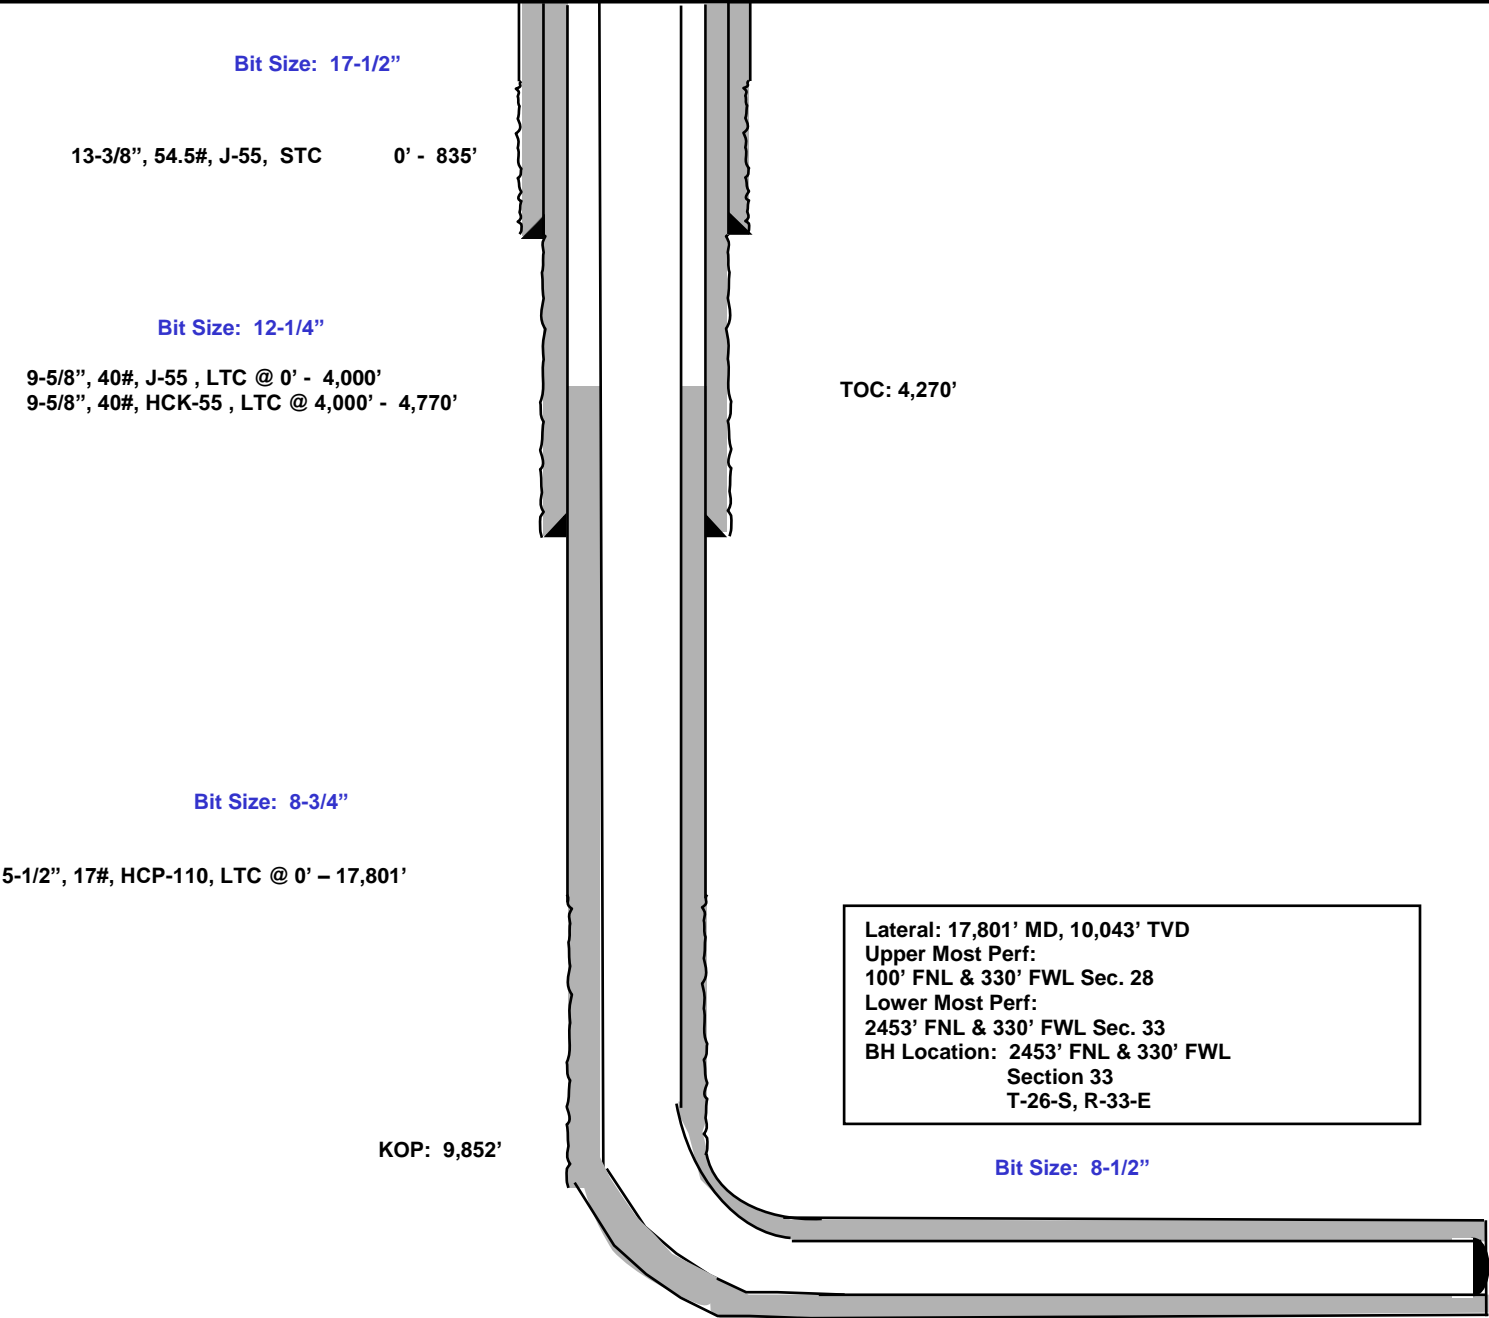 Bit Size:  17-1/2”
13-3/8”, 54.5#, J-55,  STC            0’ -  835’
Bit Size:  12-1/4”
9-5/8”, 40#, J-55 , LTC @ 0’ -  4,000’
9-5/8”, 40#, HCK-55 , LTC @ 4,000’ -  4,770’
TOC: 4,270’
Bit Size:  8-3/4”
5-1/2”, 17#, HCP-110, LTC @ 0’ – 17,801’
Lateral: 17,801’ MD, 10,043’ TVD
Upper Most Perf:
100’ FNL & 330’ FWL Sec. 28
Lower Most Perf:
2453’ FNL & 330’ FWL Sec. 33
BH Location:  2453’ FNL & 330’ FWL
Section 33
T-26-S, R-33-E
KOP:  9,852’
Bit Size:  8-1/2”